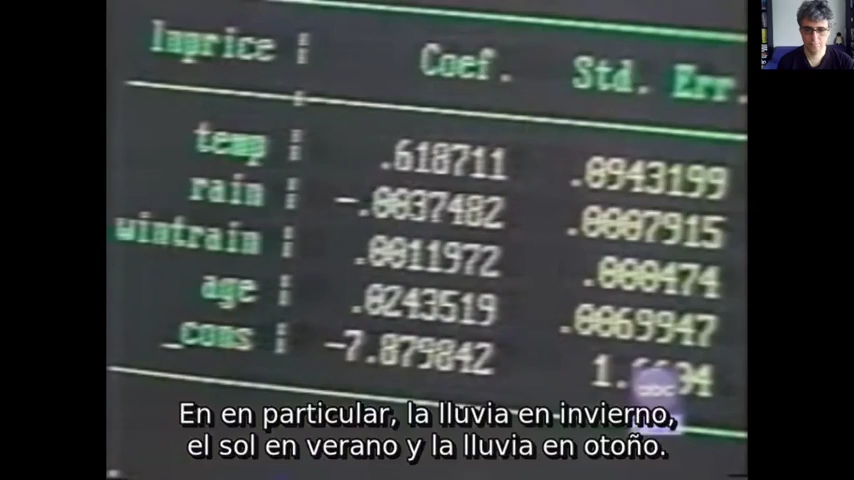 lnprice | Coef. Std. Err.
temp | .618711 .0943199
rain | -.0037482 .0007915
wintrain | .0011972 .000474
age | .0243519 .0069947
_cons | -7.879842
abc
En en particular, la lluvia en invierno,
el sol en verano y la lluvia en otoño.